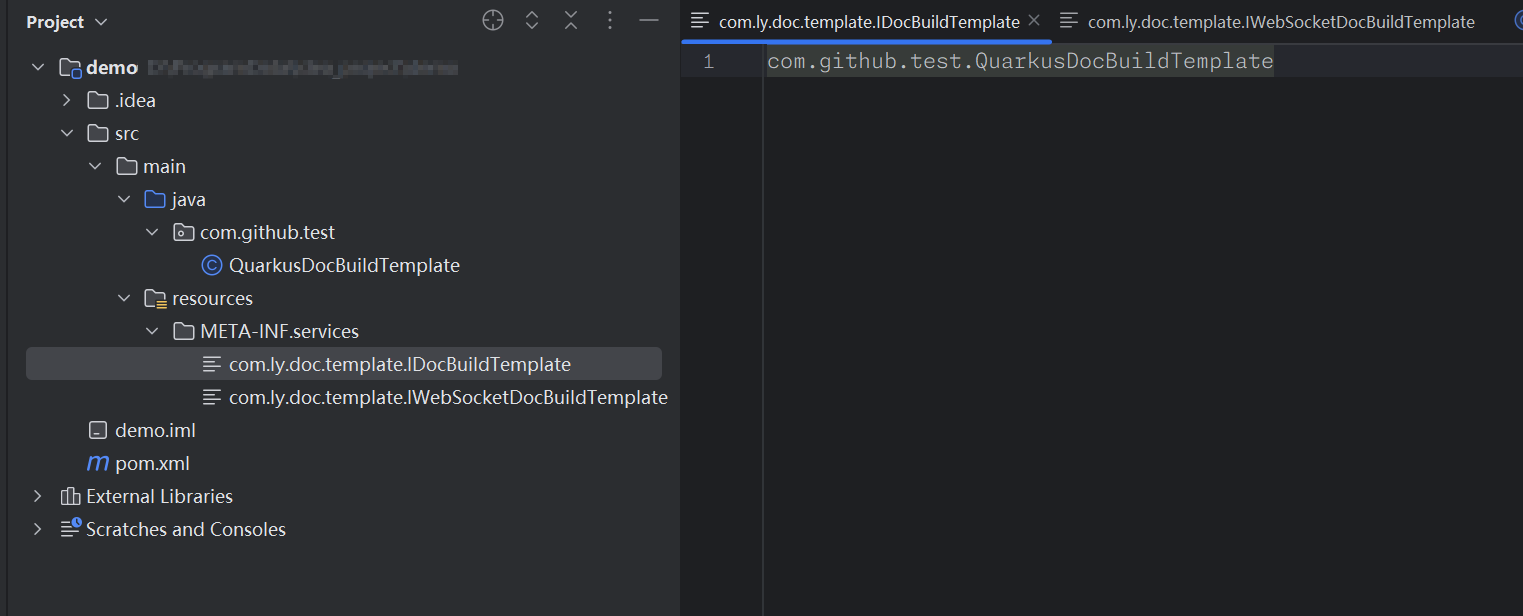 Project
demo
.idea
src
main
java
com.github.test
QuarkusDocBuildTemplate
resources
META-INF.services
com.ly.doc.template.IDocBuildTemplate
com.ly.doc.template.IWebSocketDocBuildTemplate
demo.iml
pom.xml
External Libraries
Scratches and Consoles
com.ly.doc.template.IDocBuildTemplate com.ly.doc.template.IWebSocketDocBuildTemplate
1 com.github.test.QuarkusDocBuildTemplate